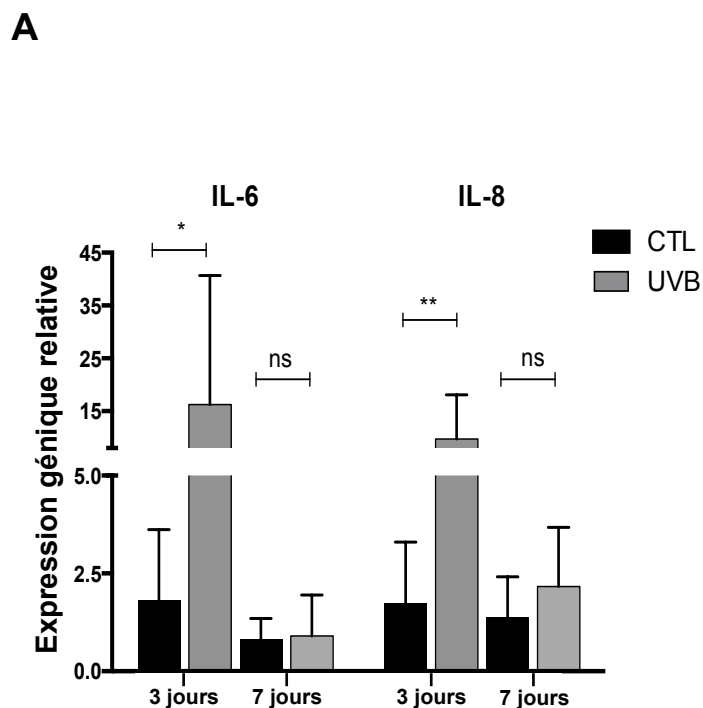 A
IL-6
IL-8
CTL
UVB
*
**
ns
ns
Expression génique relative
45
35
25
15
5.0
2.5
0.0
3 jours
7 jours
3 jours
7 jours